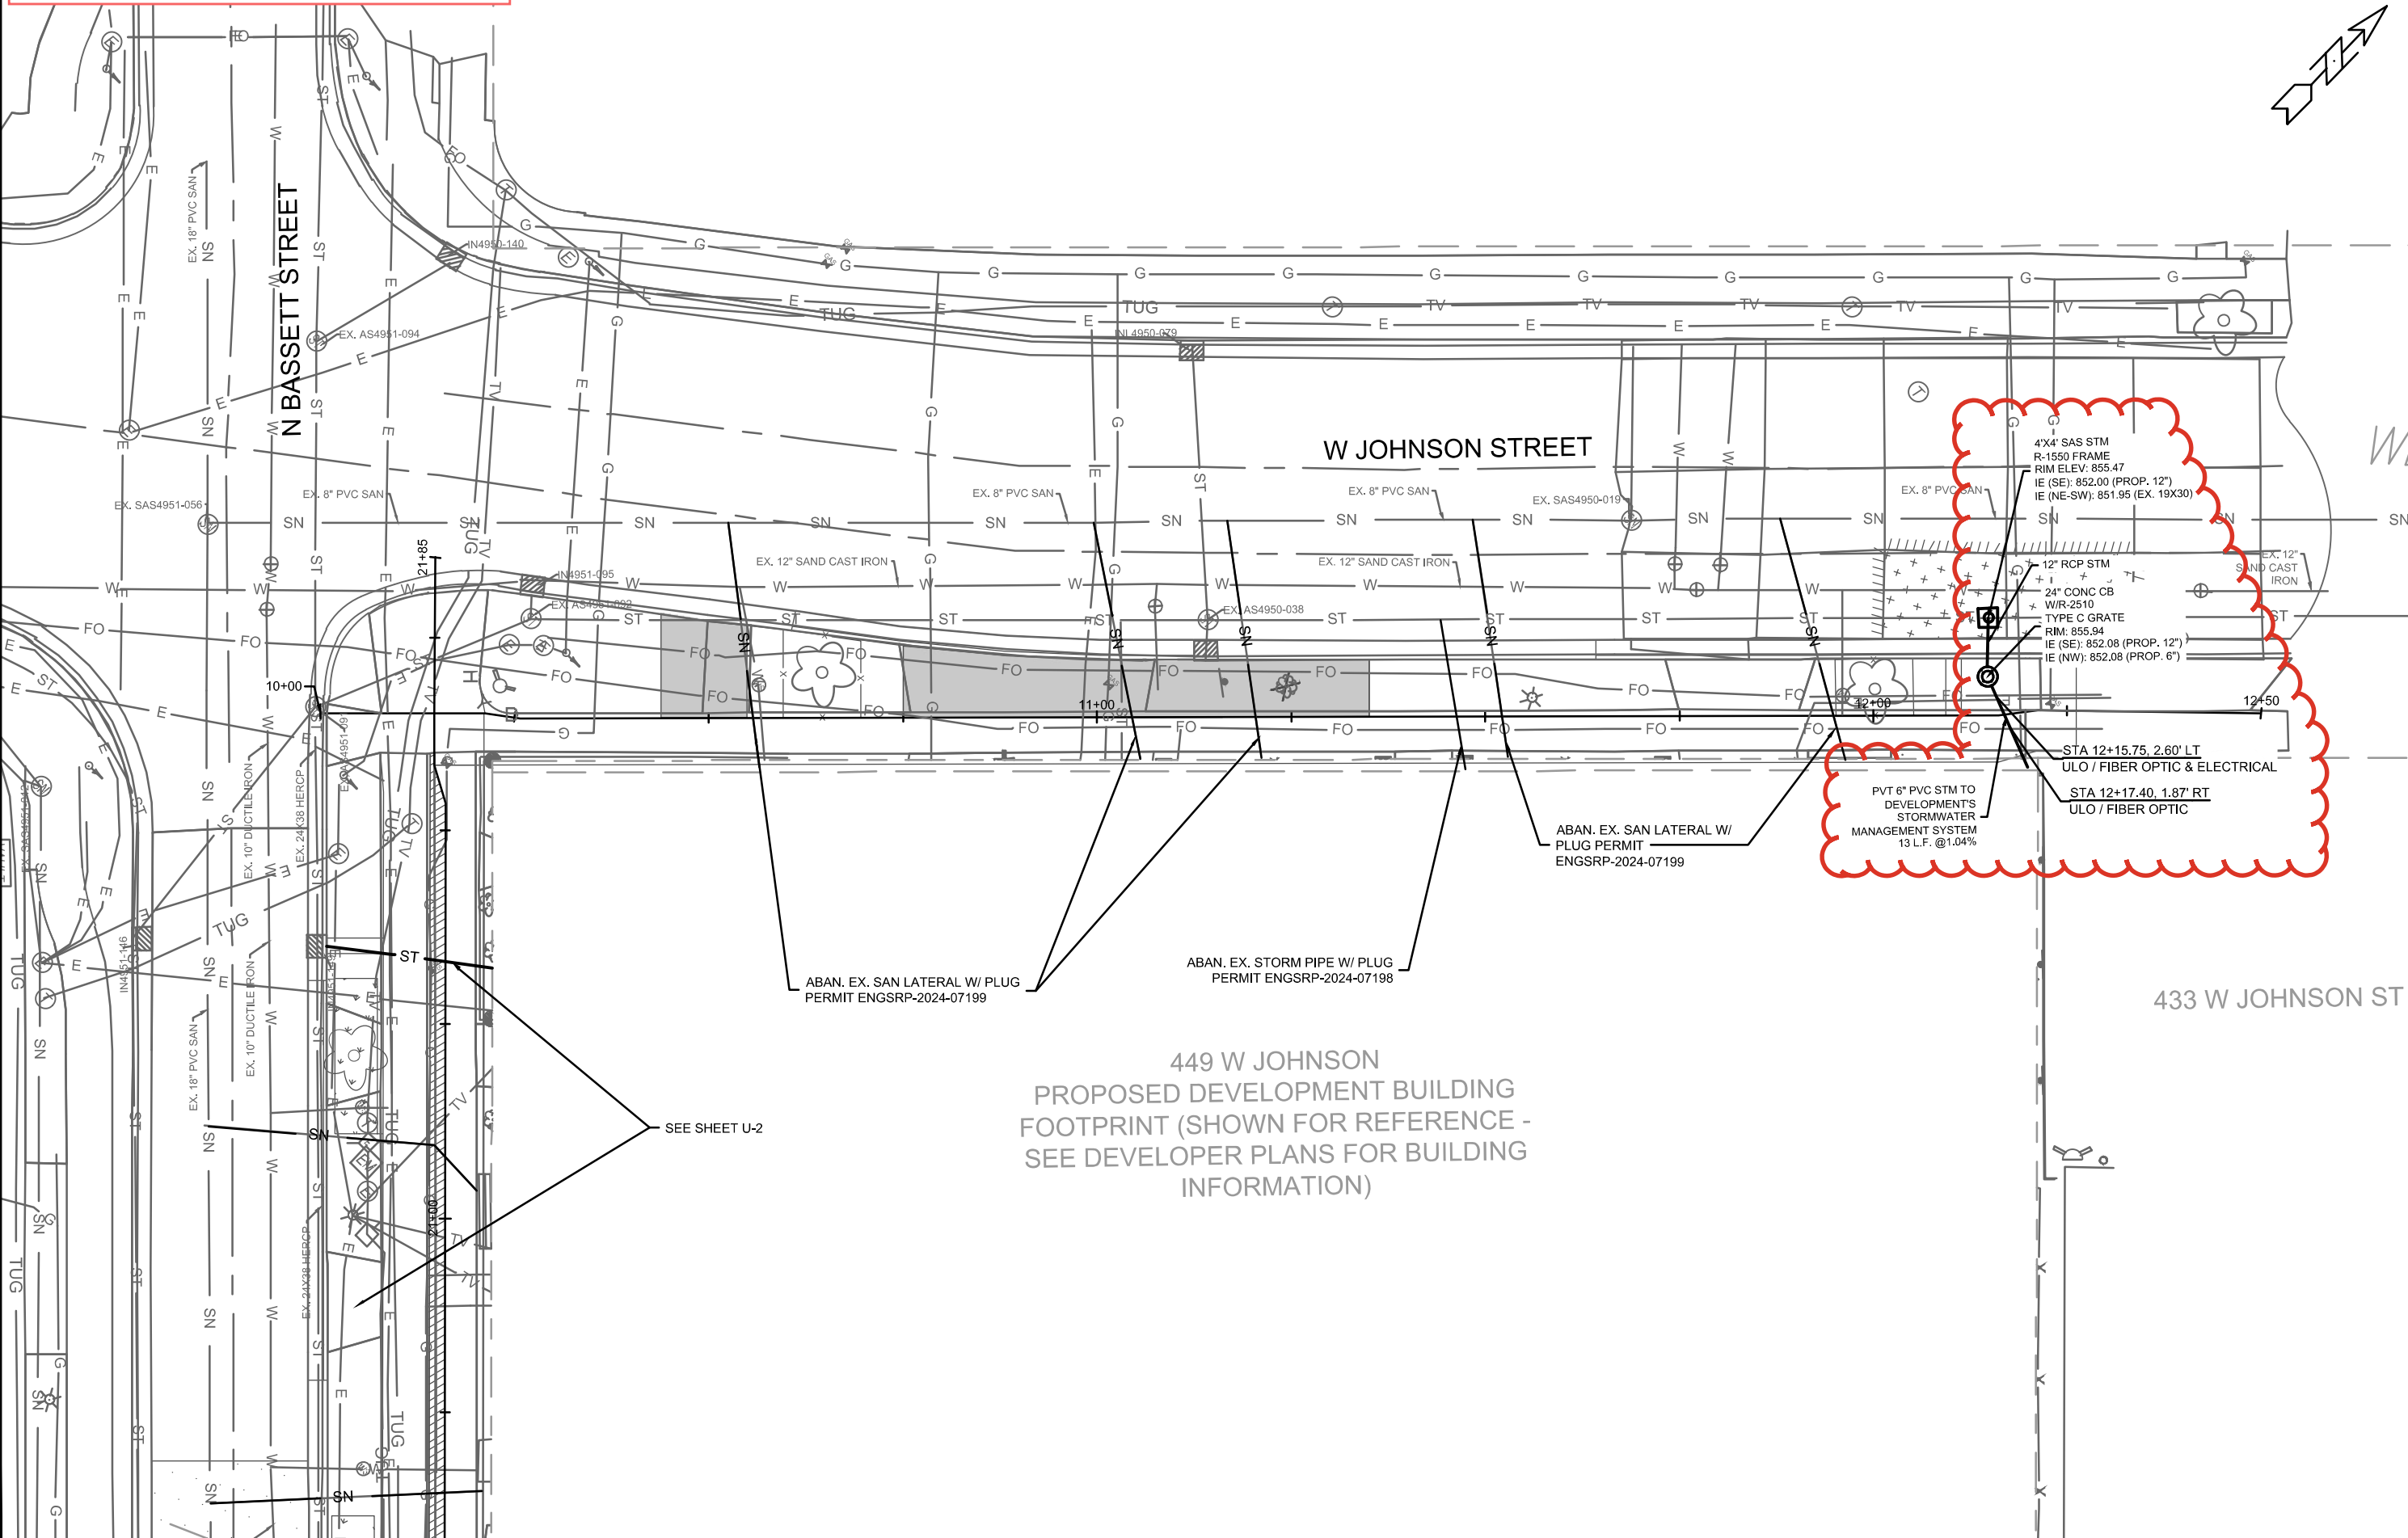 N BASSETT STREET
W JOHNSON STREET
EX. 18" PVC SAN
IN4950-140
EX. AS4951-094
INL4950-079
EX. SAS4951-056
EX. 8" PVC SAN
EX. 8" PVC SAN
EX. 8" PVC SAN
EX. SAS4950-019
EX. 8" PVC SAN
4'X4' SAS STM
R-1550 FRAME
RIM ELEV: 855.47
IE (SE): 852.00 (PROP. 12")
IE (NE-SW): 851.95 (EX. 19X30)
21+85
IN4951-095
EX. AS4951-092
EX. 12" SAND CAST IRON
EX. 12" SAND CAST IRON
EX. 12"
SAND CAST
IRON
EX. AS4950-038
12" RCP STM
24" CONC CB
W/R-2510
TYPE C GRATE
RIM: 855.94
IE (SE): 852.08 (PROP. 12")
IE (NW): 852.08 (PROP. 6")
10+00
11+00
12+00
12+50
STA 12+15.75, 2.60' LT
ULO / FIBER OPTIC & ELECTRICAL
STA 12+17.40, 1.87' RT
ULO / FIBER OPTIC
PVT 6" PVC STM TO
DEVELOPMENT'S
STORMWATER
MANAGEMENT SYSTEM
13 L.F. @1.04%
ABAN. EX. SAN LATERAL W/
PLUG PERMIT
ENGSRP-2024-07199
ABAN. EX. STORM PIPE W/ PLUG
PERMIT ENGSRP-2024-07198
ABAN. EX. SAN LATERAL W/ PLUG
PERMIT ENGSRP-2024-07199
EX. 10" DUCTILE IRON
EX. 24X38 HERCP
IN4951-146
EX. 18" PVC SAN
EX. 10" DUCTILE IRON
EX. 24X38 HERCP
21+00
SEE SHEET U-2
449 W JOHNSON
PROPOSED DEVELOPMENT BUILDING
FOOTPRINT (SHOWN FOR REFERENCE -
SEE DEVELOPER PLANS FOR BUILDING
INFORMATION)
433 W JOHNSON ST